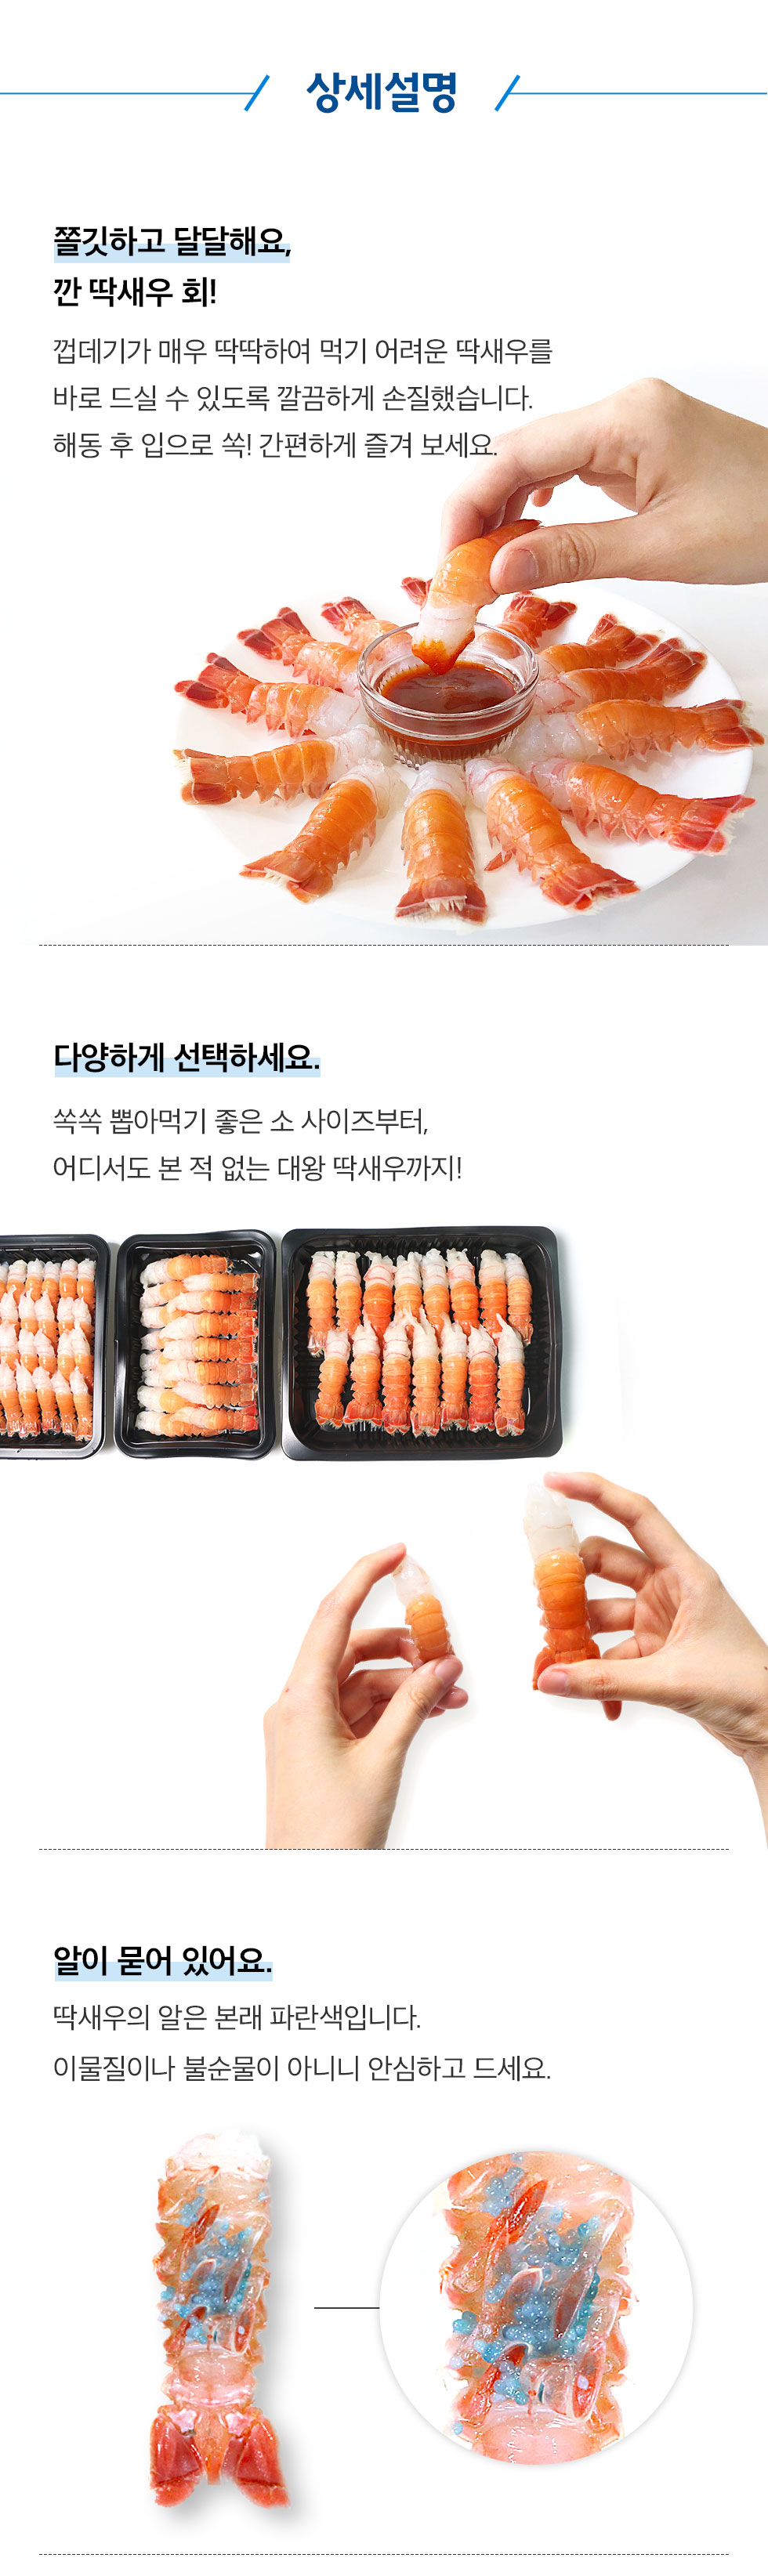 상세설명
쫄깃하고 달달해요,
깐 딱새우 회!
껍데기가 매우 딱딱하여 먹기 어려운 딱새우를
바로 드실 수 있도록 깔끔하게 손질했습니다.
해동 후 입으로 쏙! 간편하게 즐겨 보세요.
다양하게 선택하세요.
쏙쏙 뽑아먹기 좋은 소 사이즈부터,
어디서도 본 적 없는 대왕 딱새우까지!
알이 묻어 있어요.
딱새우의 알은 본래 파란색입니다.
이물질이나 불순물이 아니니 안심하고 드세요.